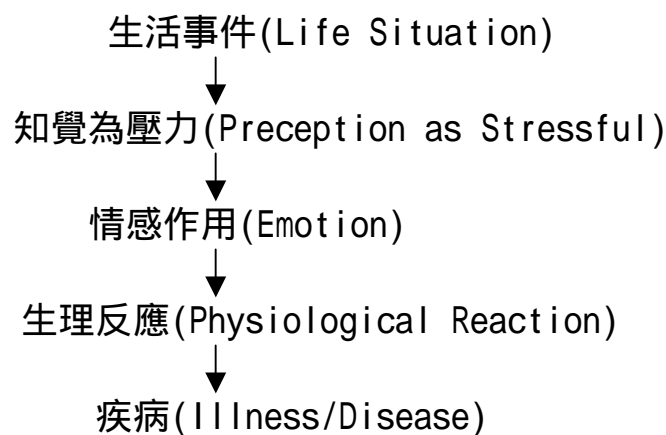 生活事件(Life Situation)
知覺為壓力(Preception as Stressful)
情感作用(Emotion)
生理反應(Physiological Reaction)
疾病(Illness/Disease)